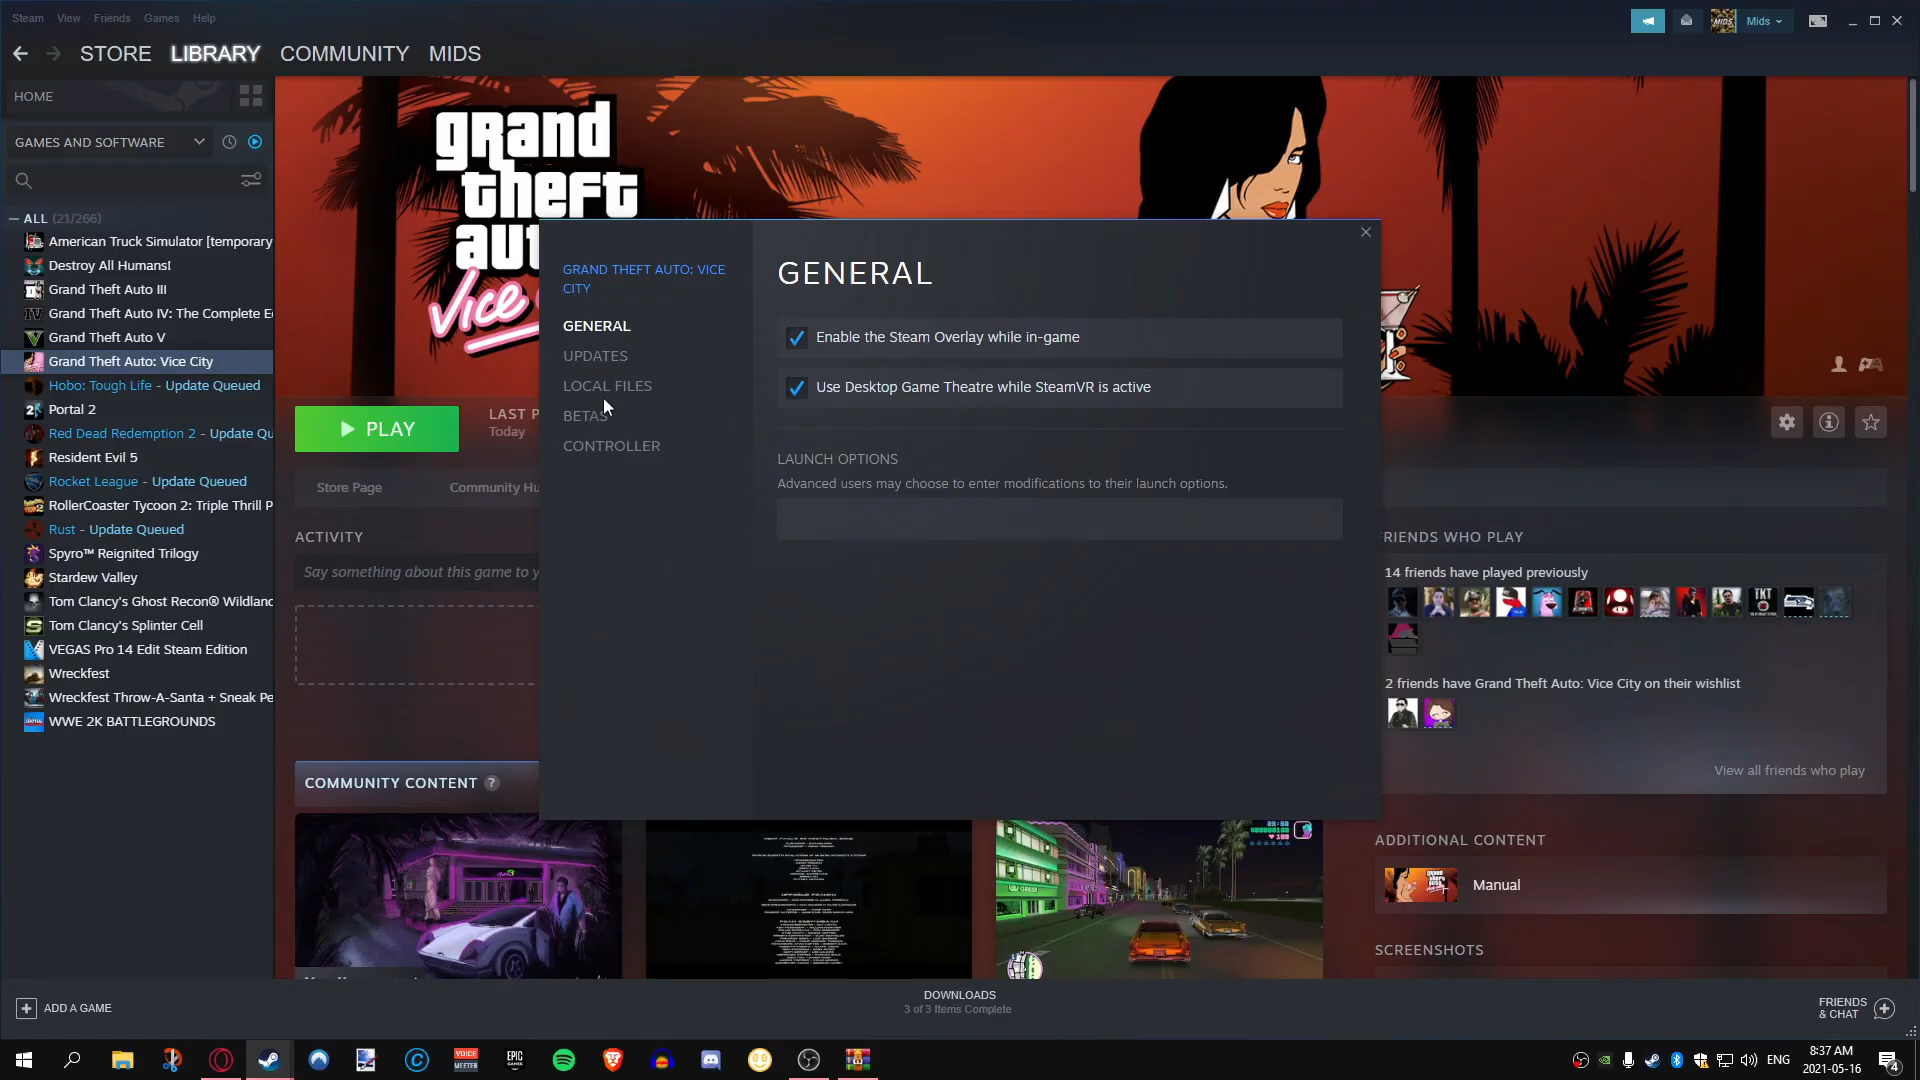 Steam View Friends Games Help
Mids
STORE LIBRARY COMMUNITY MIDS
HOME
GAMES AND SOFTWARE
ALL (21/266)
American Truck Simulator [temporary
Destroy All Humans!
Grand Theft Auto III
Grand Theft Auto IV: The Complete E
Grand Theft Auto V
Grand Theft Auto: Vice City
Hobo: Tough Life - Update Queued
Portal 2
Red Dead Redemption 2 - Update Qu
Resident Evil 5
Rocket League - Update Queued
RollerCoaster Tycoon 2: Triple Thrill P
Rust - Update Queued
Spyro™ Reignited Trilogy
Stardew Valley
Tom Clancy's Ghost Recon® Wildlanc
Tom Clancy's Splinter Cell
VEGAS Pro 14 Edit Steam Edition
Wreckfest
Wreckfest Throw-A-Santa + Sneak Pe
WWE 2K BATTLEGROUNDS
grand
theft
aut
Vice
PLAY
LAST P
Today
Store Page
Community Hu
ACTIVITY
Say something about this game to y
COMMUNITY CONTENT ?
GRAND THEFT AUTO: VICE
CITY
GENERAL
UPDATES
LOCAL FILES
BETAS
CONTROLLER
GENERAL
Enable the Steam Overlay while in-game
Use Desktop Game Theatre while SteamVR is active
LAUNCH OPTIONS
Advanced users may choose to enter modifications to their launch options.
FRIENDS WHO PLAY
14 friends have played previously
TKT
2 friends have Grand Theft Auto: Vice City on their wishlist
View all friends who play
ADDITIONAL CONTENT
Manual
SCREENSHOTS
ADD A GAME
DOWNLOADS
3 of 3 Items Complete
FRIENDS
& CHAT
VOICE
MEETER
EPIC
GAMES
ENG
8:37 AM
2021-05-16
4